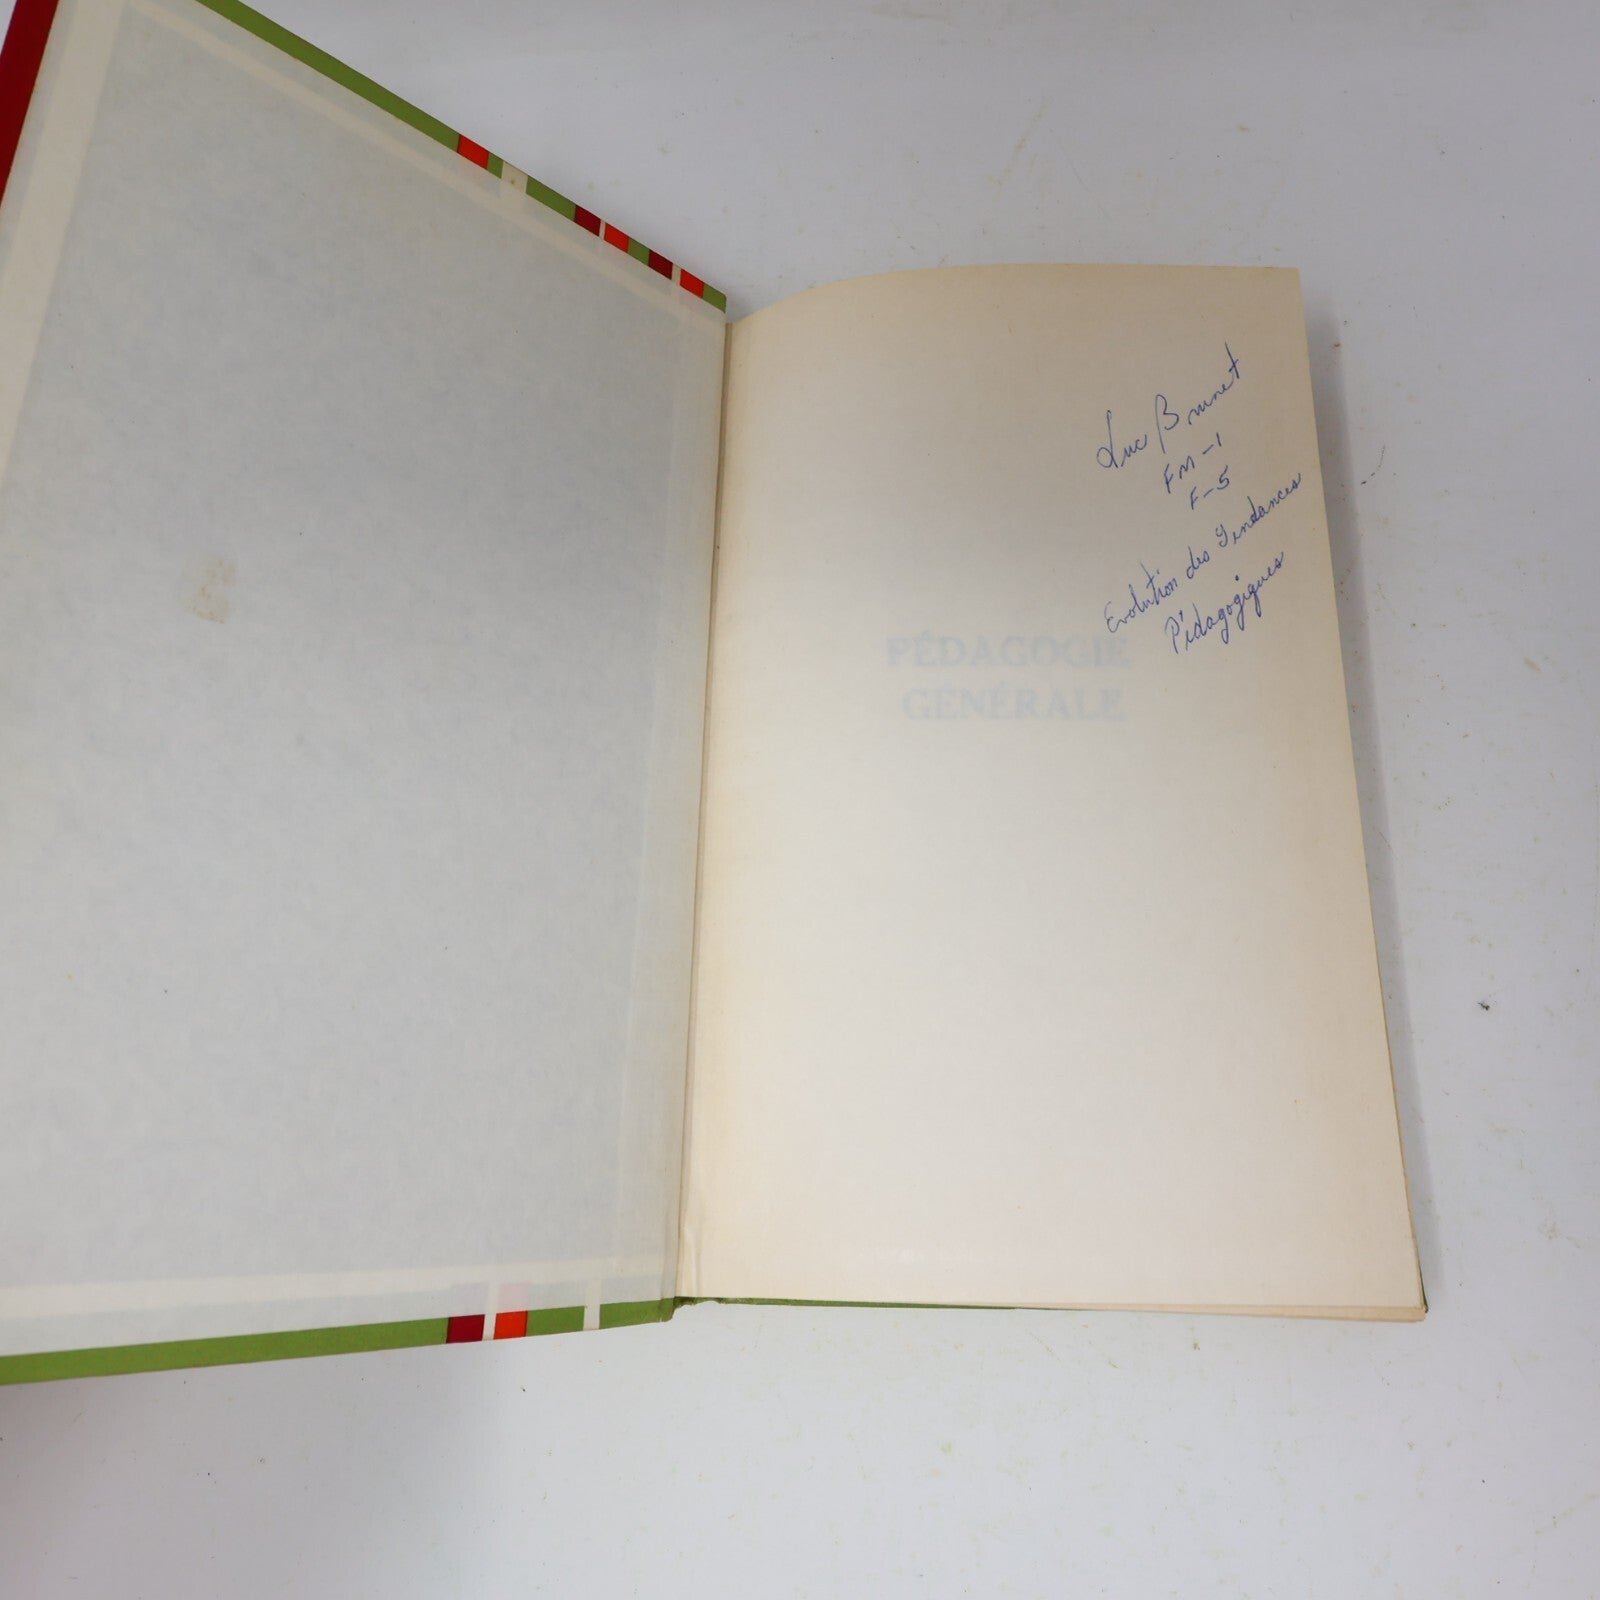 Luc Brunet
FM-1
F-5
Evolution des Tendances
Pédagogiques
PÉDAGOGIE
GÉNÉRALE